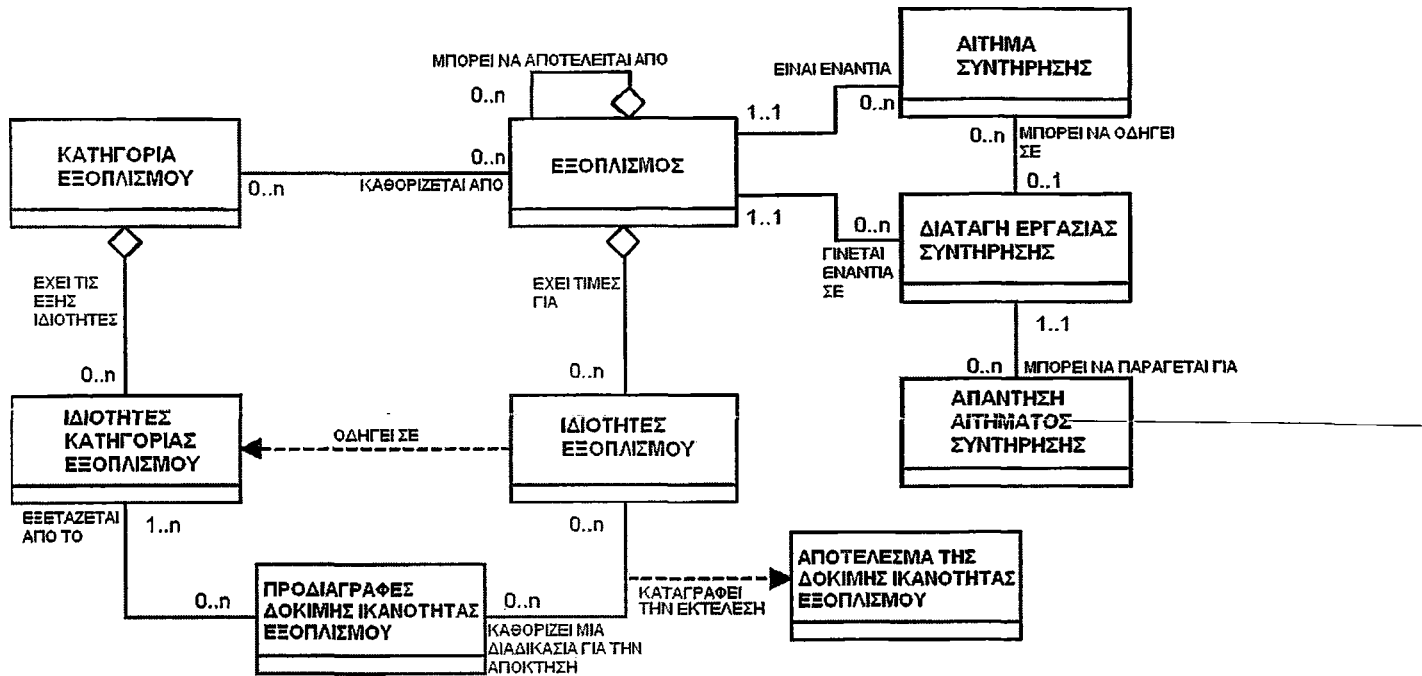 ΜΠΟΡΕΙ ΝΑ ΑΠΟΤΕΛΕΙΤΑΙ ΑΠΟ
0..n
ΕΙΝΑΙ ΕΝΑΝΤΙΑ
ΑΙΤΗΜΑ
ΣΥΝΤΗΡΗΣΗΣ
1..1
0..n
ΚΑΤΗΓΟΡΙΑ
ΕΞΟΠΛΙΣΜΟΥ
0..n
0..n
ΚΑΘΟΡΙΖΕΤΑΙ ΑΠΟ
ΕΞΟΠΛΙΣΜΟΣ
0..n
ΜΠΟΡΕΙ ΝΑ ΟΔΗΓΕΙ
ΣΕ
0..1
1..1
0..n
ΓΙΝΕΤΑΙ
ΕΝΑΝΤΙΑ
ΣΕ
ΔΙΑΤΑΓΗ ΕΡΓΑΣΙΑΣ
ΣΥΝΤΗΡΗΣΗΣ
ΕΧΕΙ ΤΙΣ
ΕΞΗΣ
ΙΔΙΟΤΗΤΕΣ
0..n
ΕΧΕΙ ΤΙΜΕΣ
ΓΙΑ
0..n
1..1
0..n
ΜΠΟΡΕΙ ΝΑ ΠΑΡΑΓΕΤΑΙ ΓΙΑ
ΙΔΙΟΤΗΤΕΣ
ΚΑΤΗΓΟΡΙΑΣ
ΕΞΟΠΛΙΣΜΟΥ
ΟΔΗΓΕΙ ΣΕ
ΙΔΙΟΤΗΤΕΣ
ΕΞΟΠΛΙΣΜΟΥ
ΑΠΑΝΤΗΣΗ
ΑΙΤΗΜΑΤΟΣ
ΣΥΝΤΗΡΗΣΗΣ
ΕΞΕΤΑΖΕΤΑΙ
ΑΠΟ ΤΟ
1..n
0..n
0..n
ΠΡΟΔΙΑΓΡΑΦΕΣ
ΔΟΚΙΜΗΣ ΙΚΑΝΟΤΗΤΑΣ
ΕΞΟΠΛΙΣΜΟΥ
0..n
ΚΑΘΟΡΙΖΕΙ ΜΙΑ
ΔΙΑΔΙΚΑΣΙΑ ΓΙΑ ΤΗΝ
ΑΠΟΚΤΗΣΗ
ΚΑΤΑΓΡΑΦΕΙ
ΤΗΝ ΕΚΤΕΛΕΣΗ
ΑΠΟΤΕΛΕΣΜΑ ΤΗΣ
ΔΟΚΙΜΗΣ ΙΚΑΝΟΤΗΤΑΣ
ΕΞΟΠΛΙΣΜΟΥ